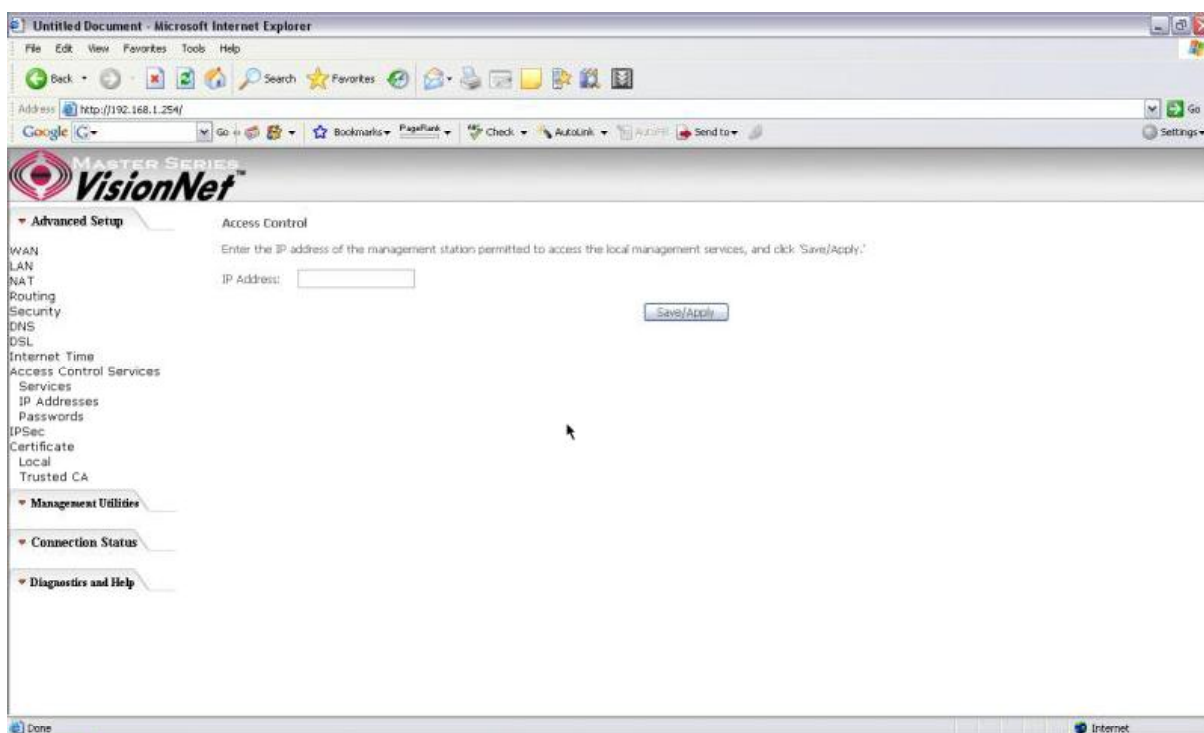 Untitled Document - Microsoft Internet Explorer
File Edit View Favorites Tools Help
Back Search Favorites
Address http://192.168.1.254/ Go
Google G Go Bookmarks PageRank Check AutoLink AutoFill Send to Settings
MASTER SERIES
VisionNet™
Advanced Setup
Access Control
Enter the IP address of the management station permitted to access the local management services, and click 'Save/Apply.'
IP Address:
Save/Apply
WAN
LAN
NAT
Routing
Security
DNS
DSL
Internet Time
Access Control Services
Services
IP Addresses
Passwords
IPSec
Certificate
Local
Trusted CA
Management Utilities
Connection Status
Diagnostics and Help
Done Internet